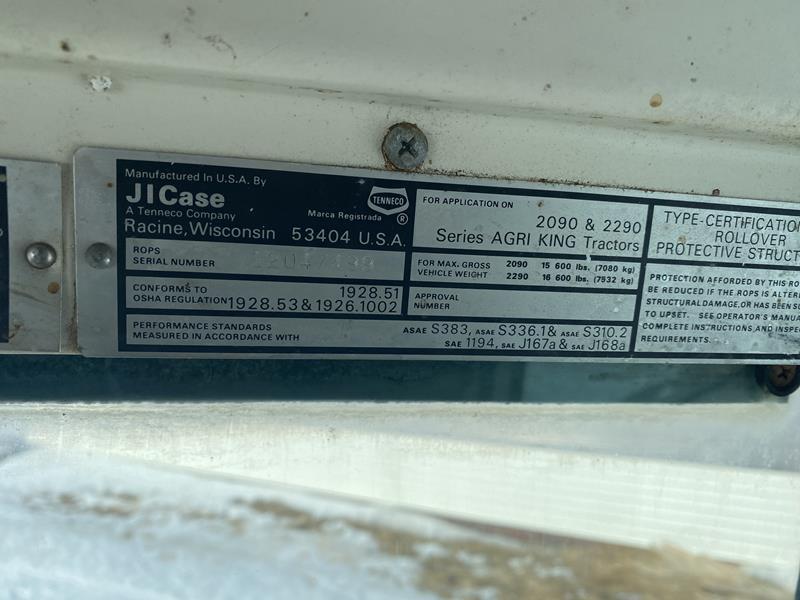 Manufactured In U.S.A. By
JI Case
A Tenneco Company
Racine, Wisconsin 53404 U.S.A.
TENNECO
®
Marca Registrada
ROPS
SERIAL NUMBER
CONFORMS TO
OSHA REGULATION
1928.51
1928.53 & 1926.1002
PERFORMANCE STANDARDS
MEASURED IN ACCORDANCE WITH
ASAE S383, ASAE S336.1 & ASAE S310.2
SAE 1194, SAE J167a & SAE J168a
FOR APPLICATION ON
2090 & 2290
Series AGRI KING Tractors
FOR MAX. GROSS
VEHICLE WEIGHT
2090 15 600 lbs. (7080 kg)
2290 16 600 lbs. (7532 kg)
APPROVAL
NUMBER
TYPE-CERTIFICATION
ROLLOVER
PROTECTIVE STRUCT
PROTECTION AFFORDED BY THIS RO
BE REDUCED IF THE ROPS IS ALTER
STRUCTURAL DAMAGE, OR HAS BEEN S
TO UPSET. SEE OPERATOR'S MANUA
COMPLETE INSTRUCTIONS AND INSPE
REQUIREMENTS.